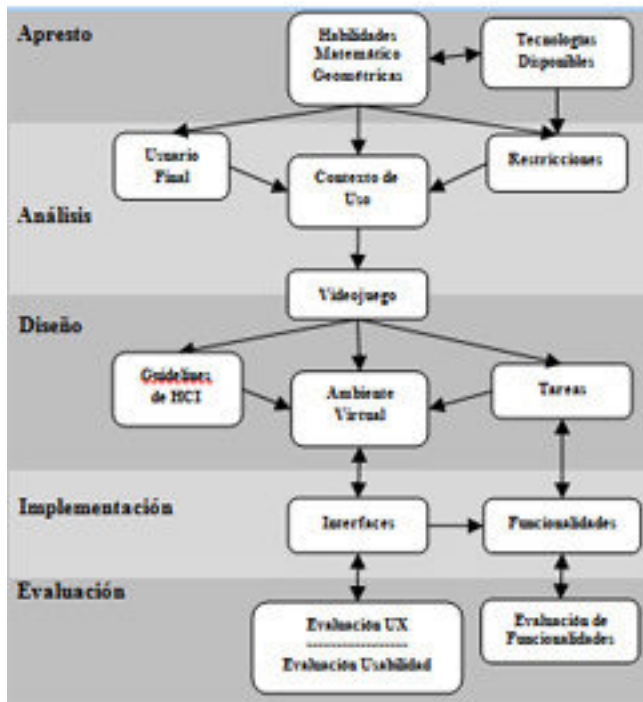 Apresto
Habilidades
Matemático
Geométricas
Tecnologías
Disponibles
Análisis
Usuario
Final
Contexto de
Uso
Restricciones
Videojuego
Diseño
Guidelines
de HCI
Ambiente
Virtual
Tareas
Implementación
Interfaces
Funcionalidades
Evaluación
Evaluación UX
--------------------
Evaluación Usabilidad
Evaluación de
Funcionalidades